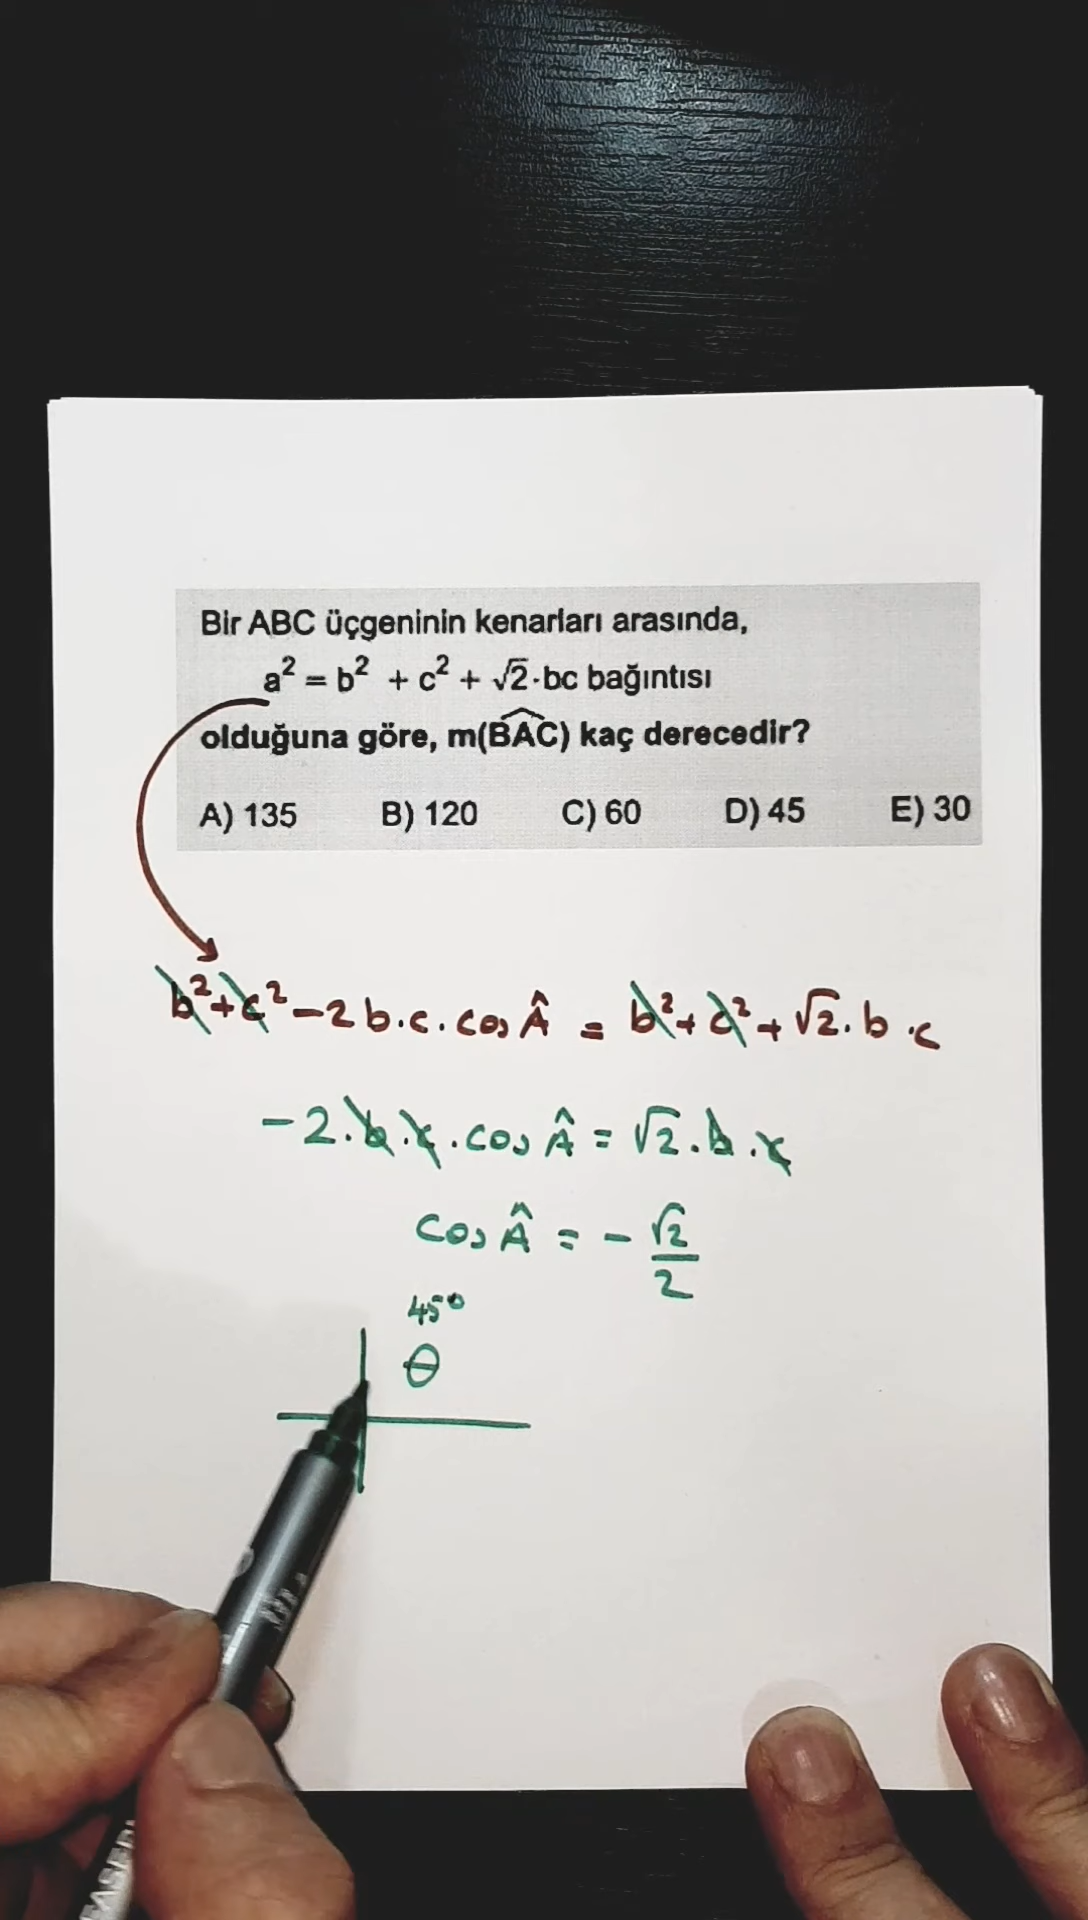 Bir ABC üçgeninin kenarları arasında,
a² = b² + c² + √2·bc bağıntısı
olduğuna göre, m(BAC) kaç derecedir?
A) 135 B) 120 C) 60 D) 45 E) 30
b²+c²-2b.c.cos Â = b²+c²+√2.b.c
-2.b.c.cos Â = √2.b.c
cos Â = -√2/2
45°
θ